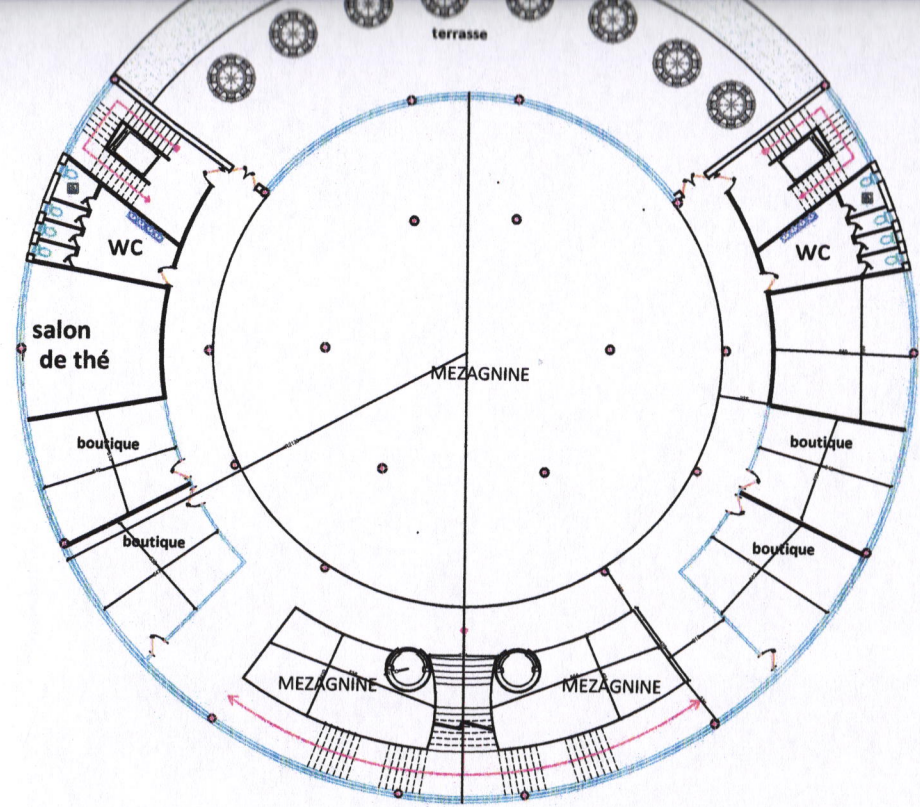 terrasse
WC
WC
salon
de thé
MEZAGNINE
boutique
boutique
boutique
boutique
MEZAGNINE
MEZAGNINE